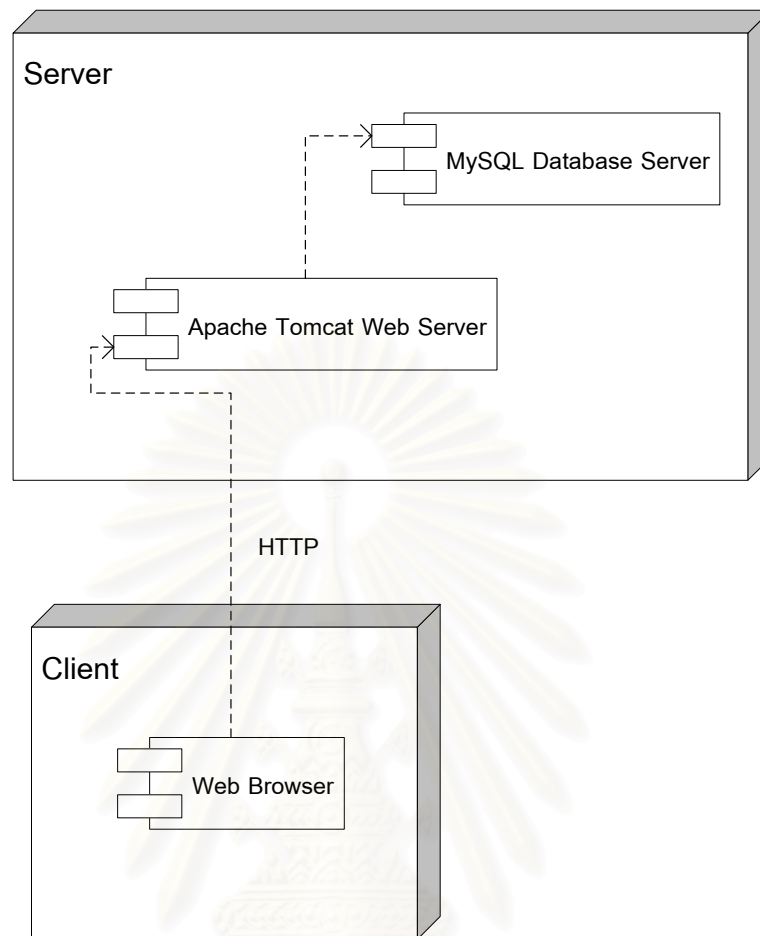 Server
MySQL Database Server
Apache Tomcat Web Server
HTTP
Client
Web Browser